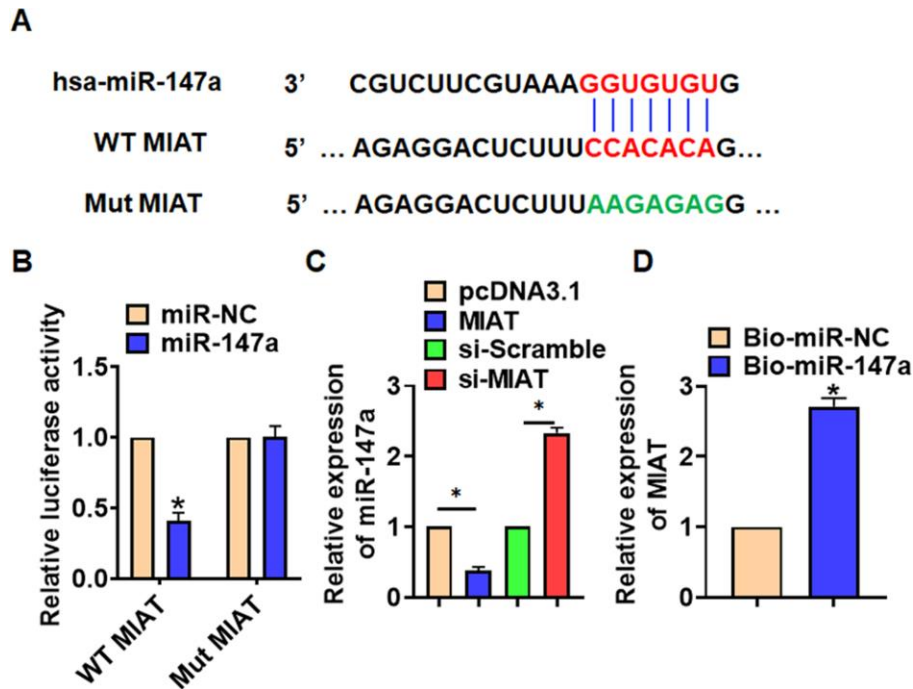 A
hsa-miR-147a 3’ CGUCUUCGUAAAGGUGUGUG
WT MIAT 5’ ... AGAGGACUCUUUCCACACAG...
Mut MIAT 5’ ... AGAGGACUCUUUAAGAGAGG ...
B
miR-NC
miR-147a
Relative luciferase activity
1.5
1.0
0.5
0.0
*
WT MIAT
Mut MIAT
C
pcDNA3.1
MIAT
si-Scramble
si-MIAT
Relative expression
of miR-147a
3
2
1
0
*
*
D
Bio-miR-NC
Bio-miR-147a
Relative expression
of MIAT
3
2
1
0
*